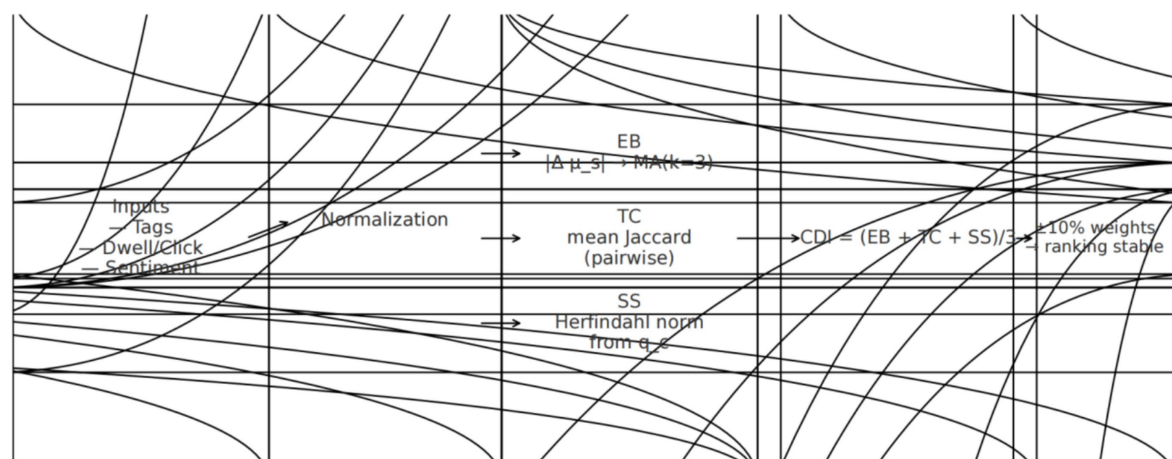 Inputs
— Tags
— Dwell/Click
— Sentiment
Normalization
EB
|Δ μ_s| → MA(k=3)
TC
mean Jaccard
(pairwise)
SS
Herfindahl norm
from q_c
CDI = (EB + TC + SS)/3
±10% weights
→ ranking stable